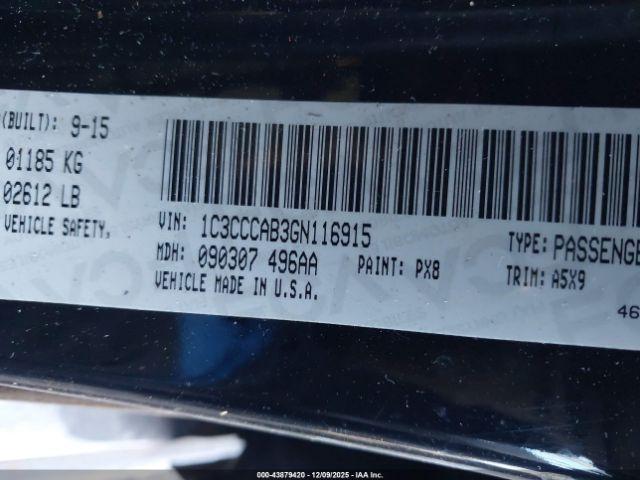 (BUILT): 9-15
01185 KG
02612 LB
VEHICLE SAFETY,
VIN: 1C3CCCAB3GN116915
TYPE: PASSENGE
MDH: 090307 496AA
PAINT: PX8
TRIM: A5X9
VEHICLE MADE IN U.S.A.
46
000-43879420 - 12/09/2025 - IAA Inc.